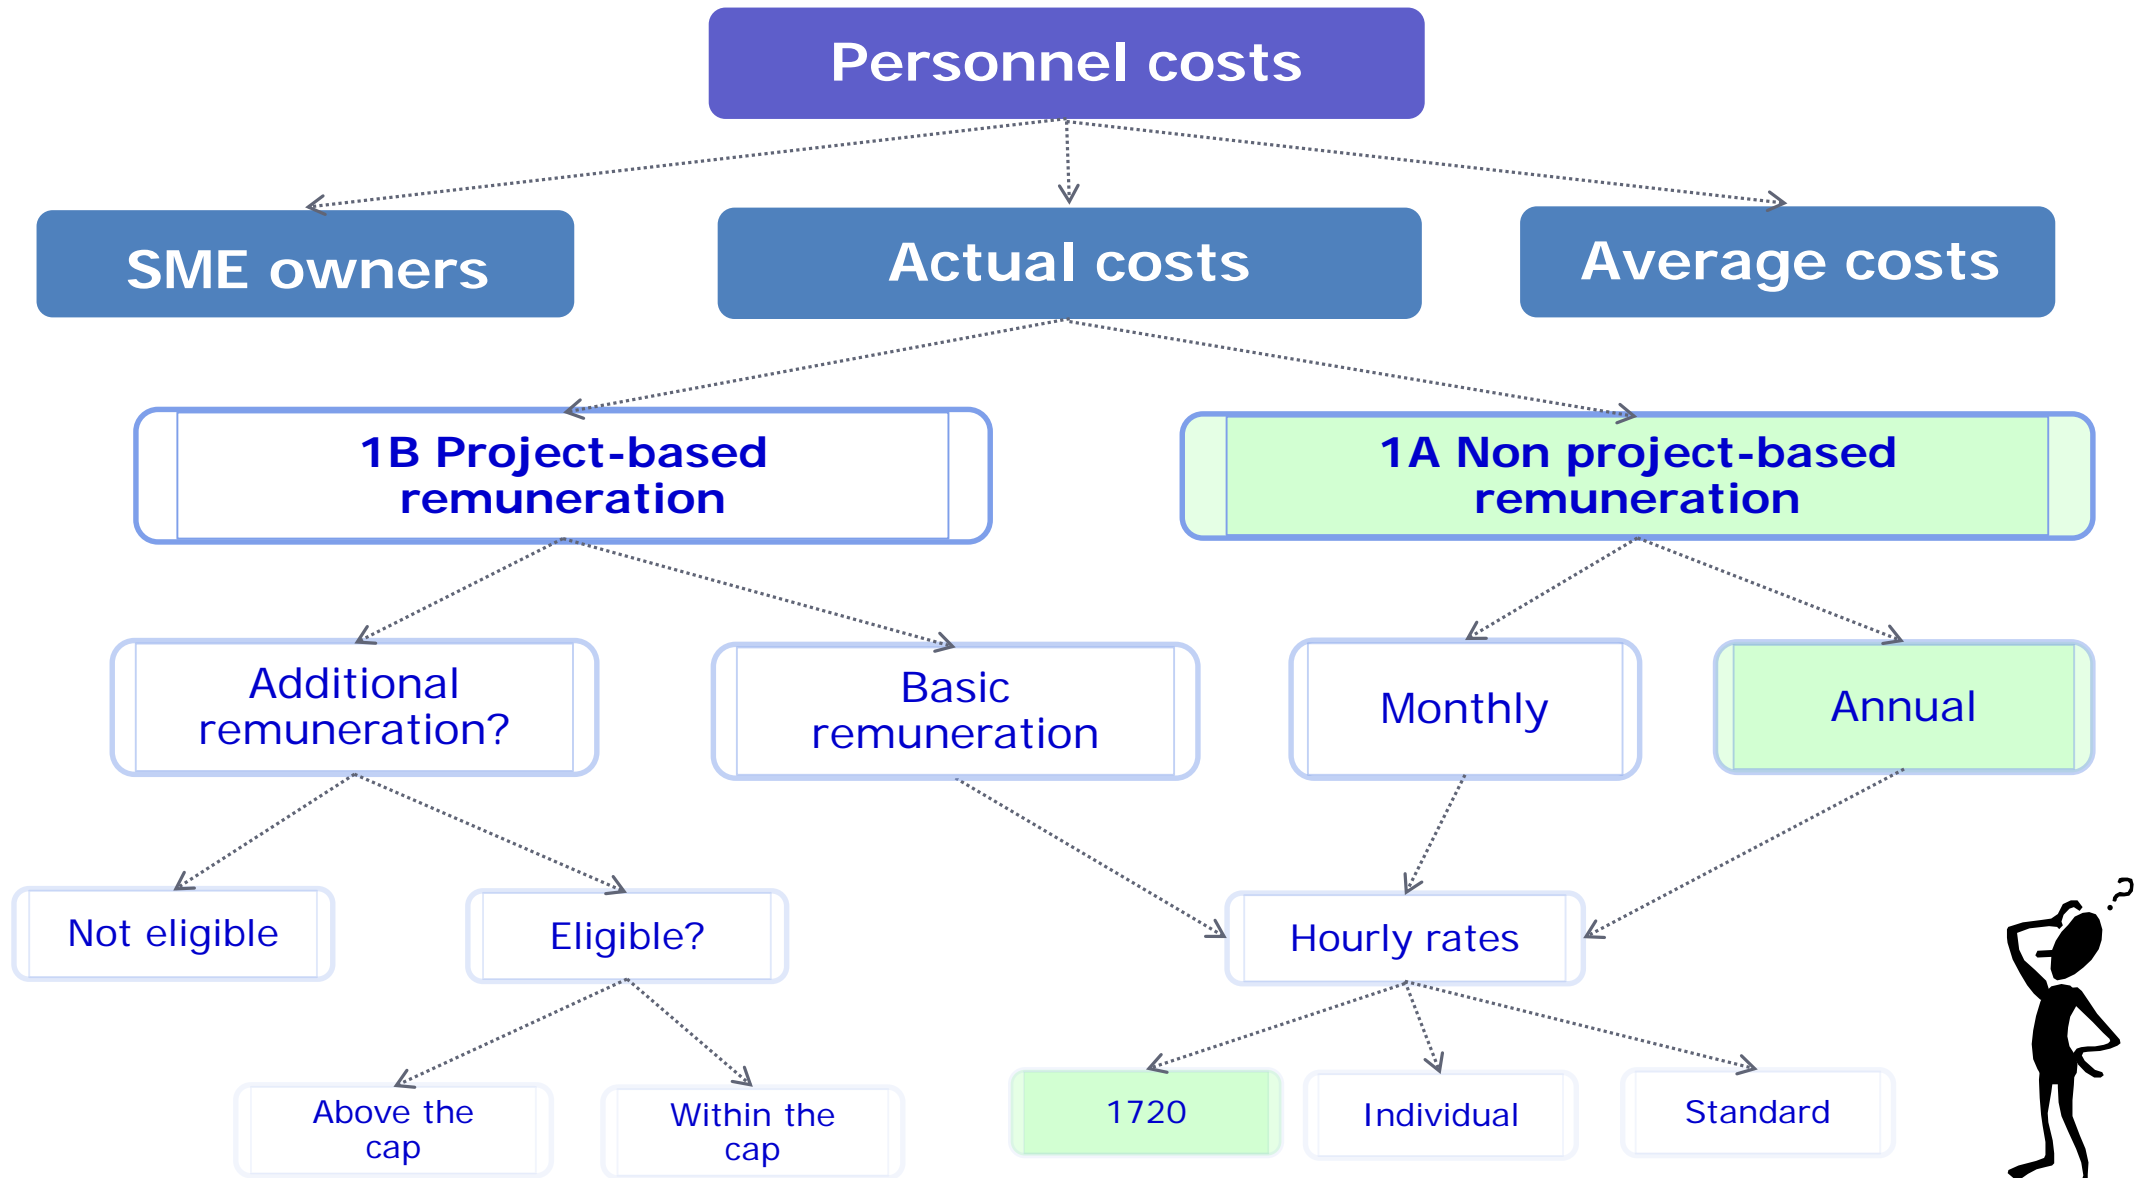 Personnel costs
SME owners
Actual costs
Average costs
1B Project-based
remuneration
1A Non project-based
remuneration
Additional
remuneration?
Basic
remuneration
Monthly
Annual
Not eligible
Eligible?
Hourly rates
?
Above the
cap
Within the
cap
1720
Individual
Standard